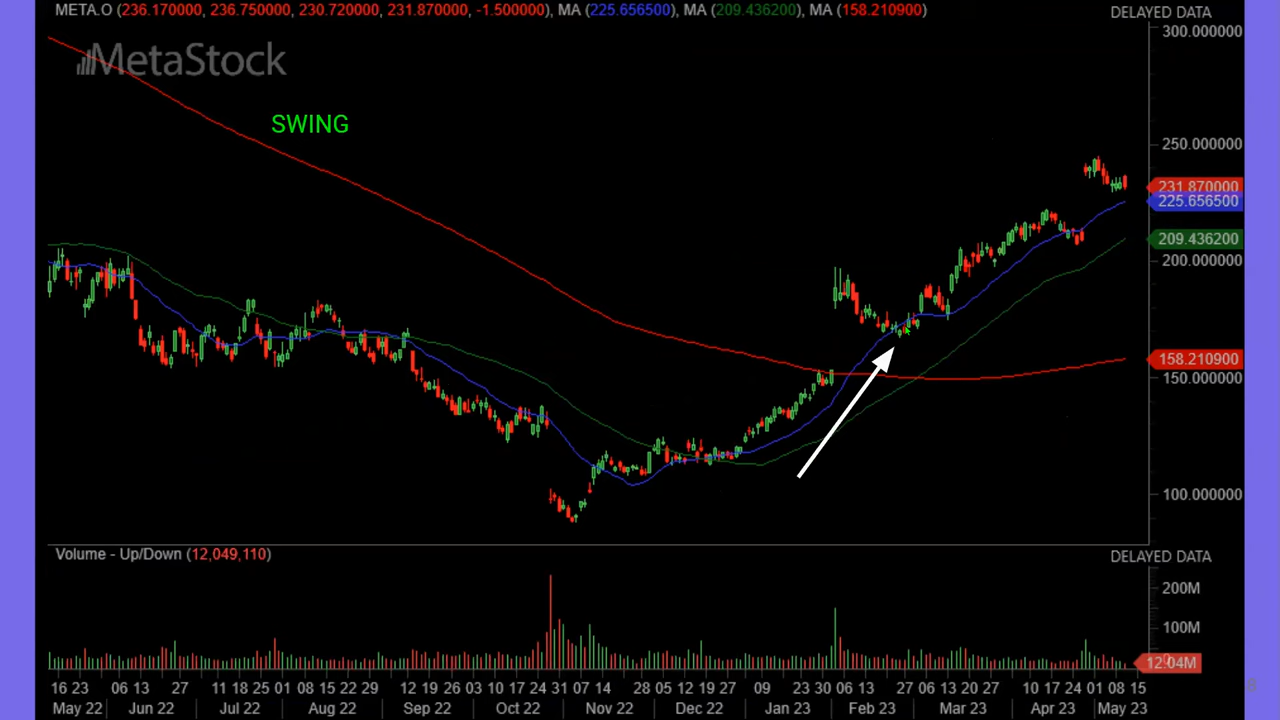 META.O (236.170000, 236.750000, 230.720000, 231.870000, -1.500000), MA (225.656500), MA (209.436200), MA (158.210900)
DELAYED DATA
MetaStock
SWING
300.000000
250.000000
231.870000
225.656500
209.436200
200.000000
158.210900
150.000000
100.000000
Volume - Up/Down (12,049,110)
DELAYED DATA
200M
100M
12.04M
16 23 06 13 27 11 18 25 01 08 15 22 29 12 19 26 03 10 17 24 31 07 14 28 05 12 19 27 09 23 30 06 13 27 06 13 20 27 10 17 24 01 08 15
May 22 Jun 22 Jul 22 Aug 22 Sep 22 Oct 22 Nov 22 Dec 22 Jan 23 Feb 23 Mar 23 Apr 23 May 23